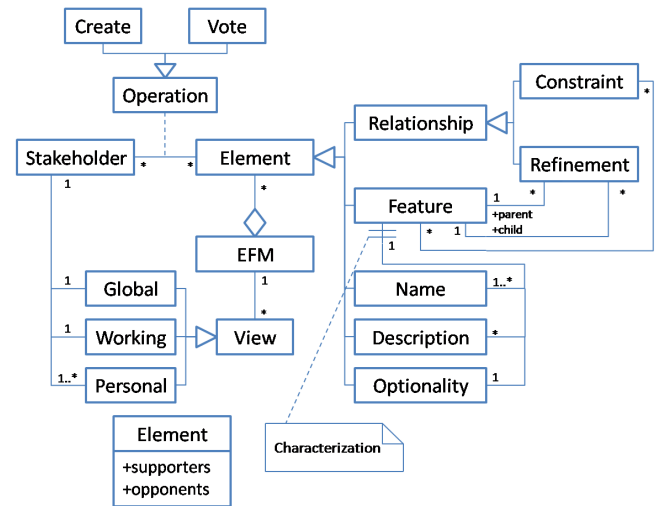 Create
Vote
Operation
Constraint
*
Relationship
Stakeholder
*
*
Element
Refinement
1
*
*
*
Feature
1
+parent
+child
1
*
1
EFM
1
1
Global
Name
1..*
1
Working
*
View
Description
*
1..*
Personal
Optionality
1
Element
+supporters
+opponents
Characterization